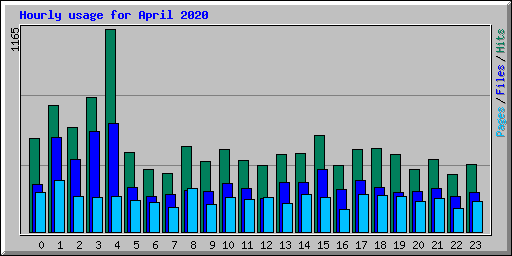 Hourly usage for April 2020
1165
Pages/Files/Hits
0 1 2 3 4 5 6 7 8 9 10 11 12 13 14 15 16 17 18 19 20 21 22 23